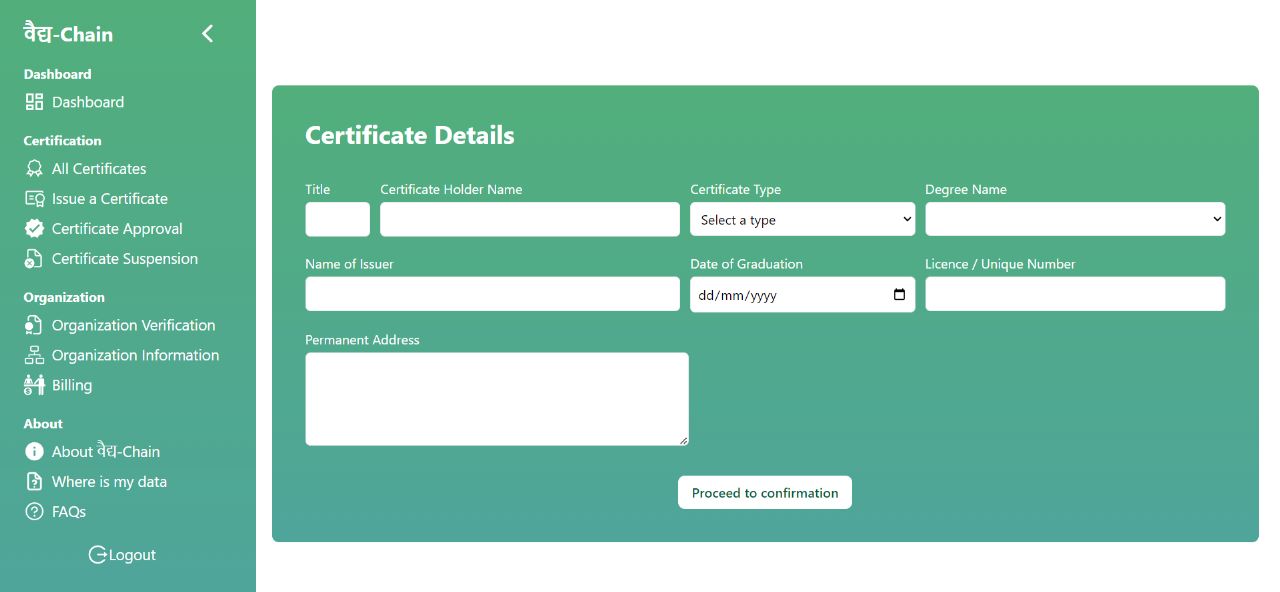 वैद्य-Chain
Dashboard
Dashboard
Certification
All Certificates
Issue a Certificate
Certificate Approval
Certificate Suspension
Organization
Organization Verification
Organization Information
Billing
About
About वैद्य-Chain
Where is my data
FAQs
Logout
Certificate Details
Title Certificate Holder Name Certificate Type Degree Name
Select a type
Name of Issuer Date of Graduation Licence / Unique Number
dd/mm/yyyy
Permanent Address
Proceed to confirmation